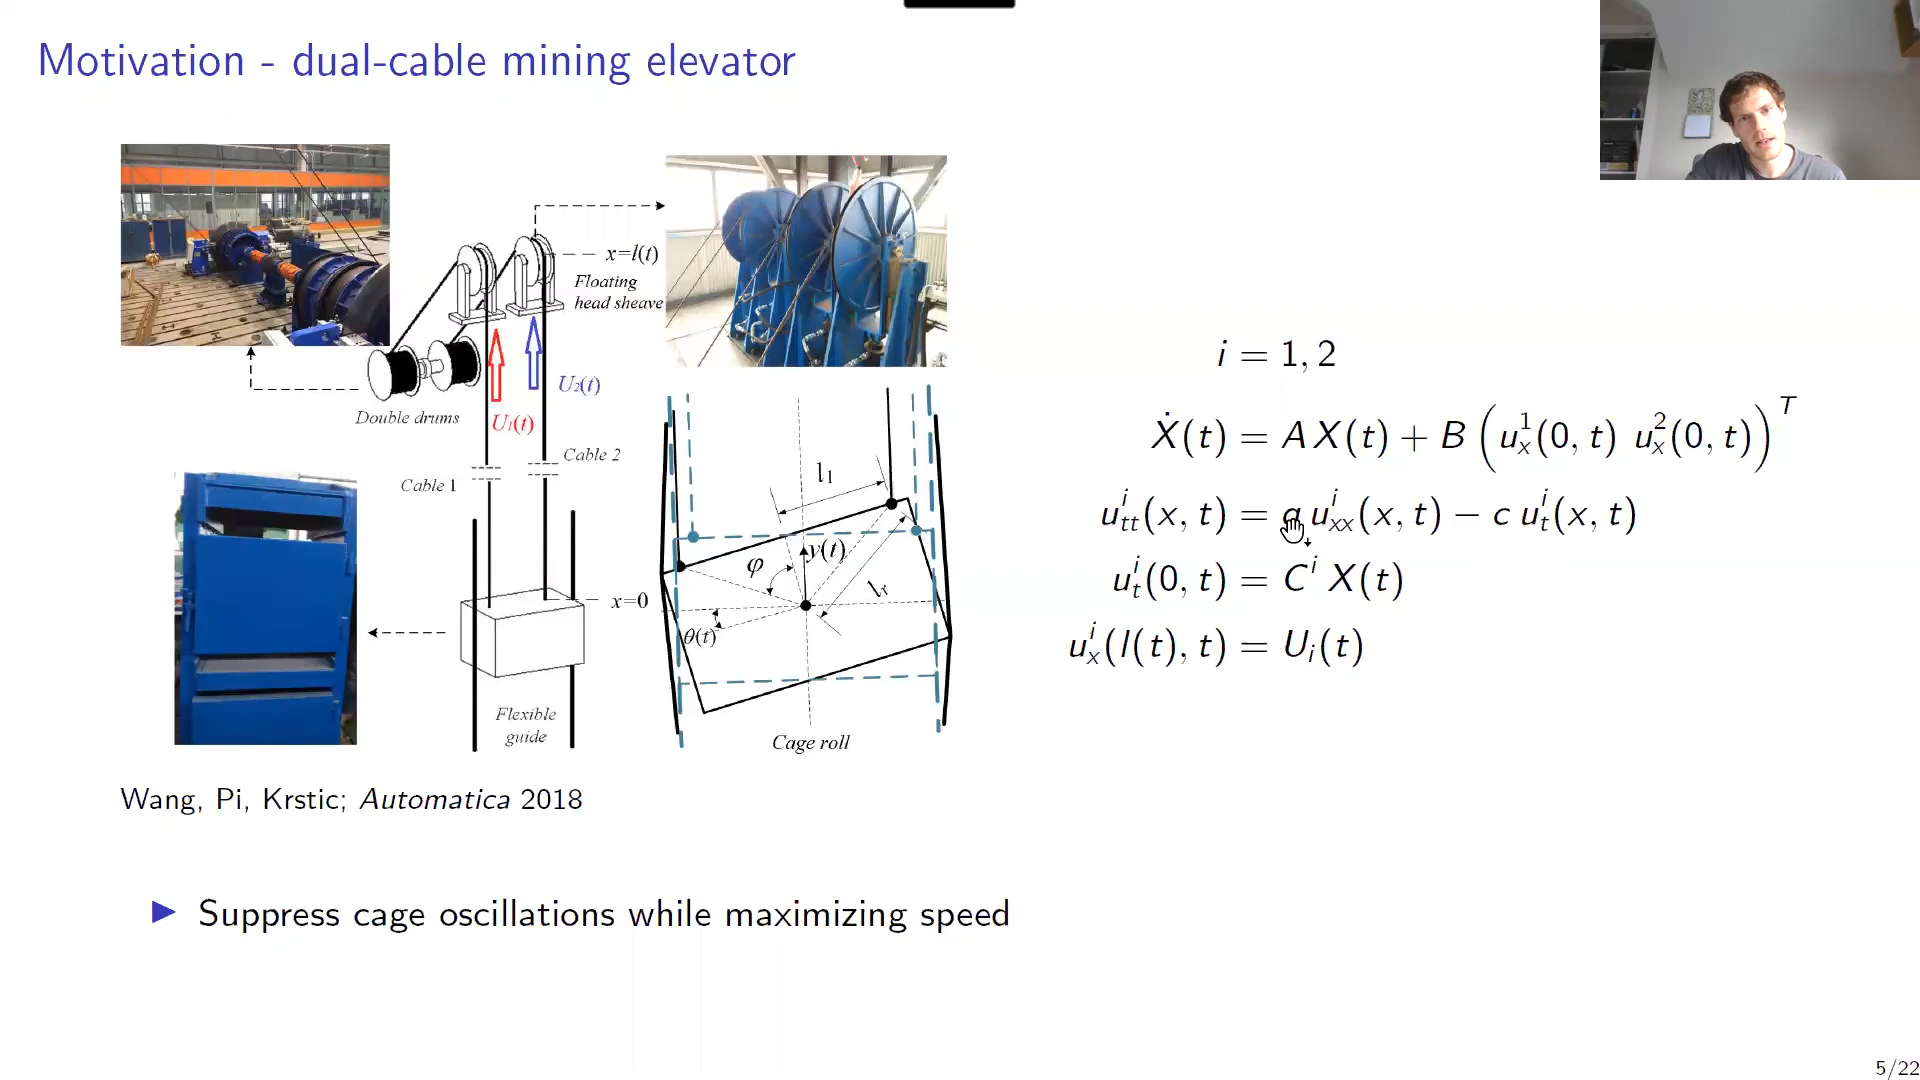 Motivation - dual-cable mining elevator
x=l(t)
Floating
head sheave
U₂(t)
Double drums
U₁(t)
Cable 2
Cable 1
x=0
Flexible
guide
l₁
y(t)
φ
lᵣ
θ(t)
Cage roll
i = 1, 2
Ẋ(t) = A X(t) + B (u¹ₓ(0, t) u²ₓ(0, t))ᵀ
uⁱₜₜ(x, t) = a uⁱₓₓ(x, t) − c uⁱₜ(x, t)
uⁱₜ(0, t) = Cⁱ X(t)
uⁱₓ(l(t), t) = Uᵢ(t)
Wang, Pi, Krstic; Automatica 2018
▶ Suppress cage oscillations while maximizing speed
5/22